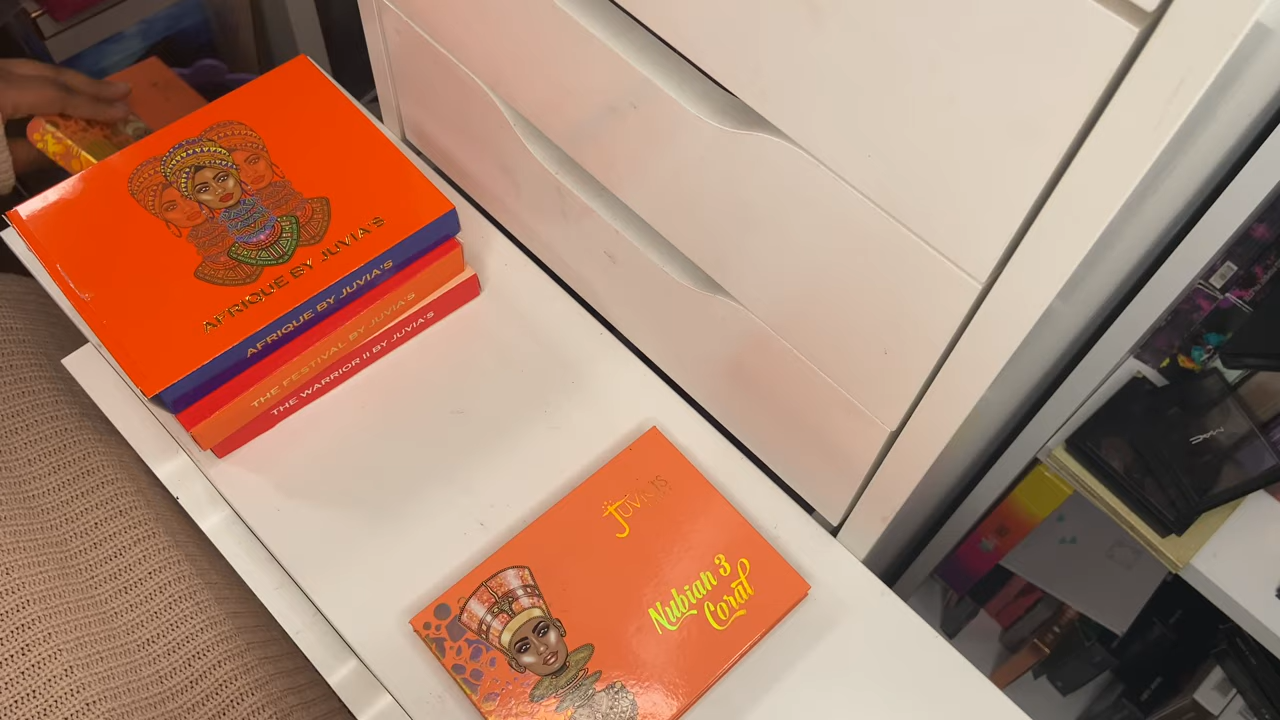 AFRIQUE BY JUVIA'S
AFRIQUE BY JUVIA'S
THE FESTIVAL BY JUVIA'S
THE WARRIOR II BY JUVIA'S
JUVIA'S
Nubian 3
Coral
MAC